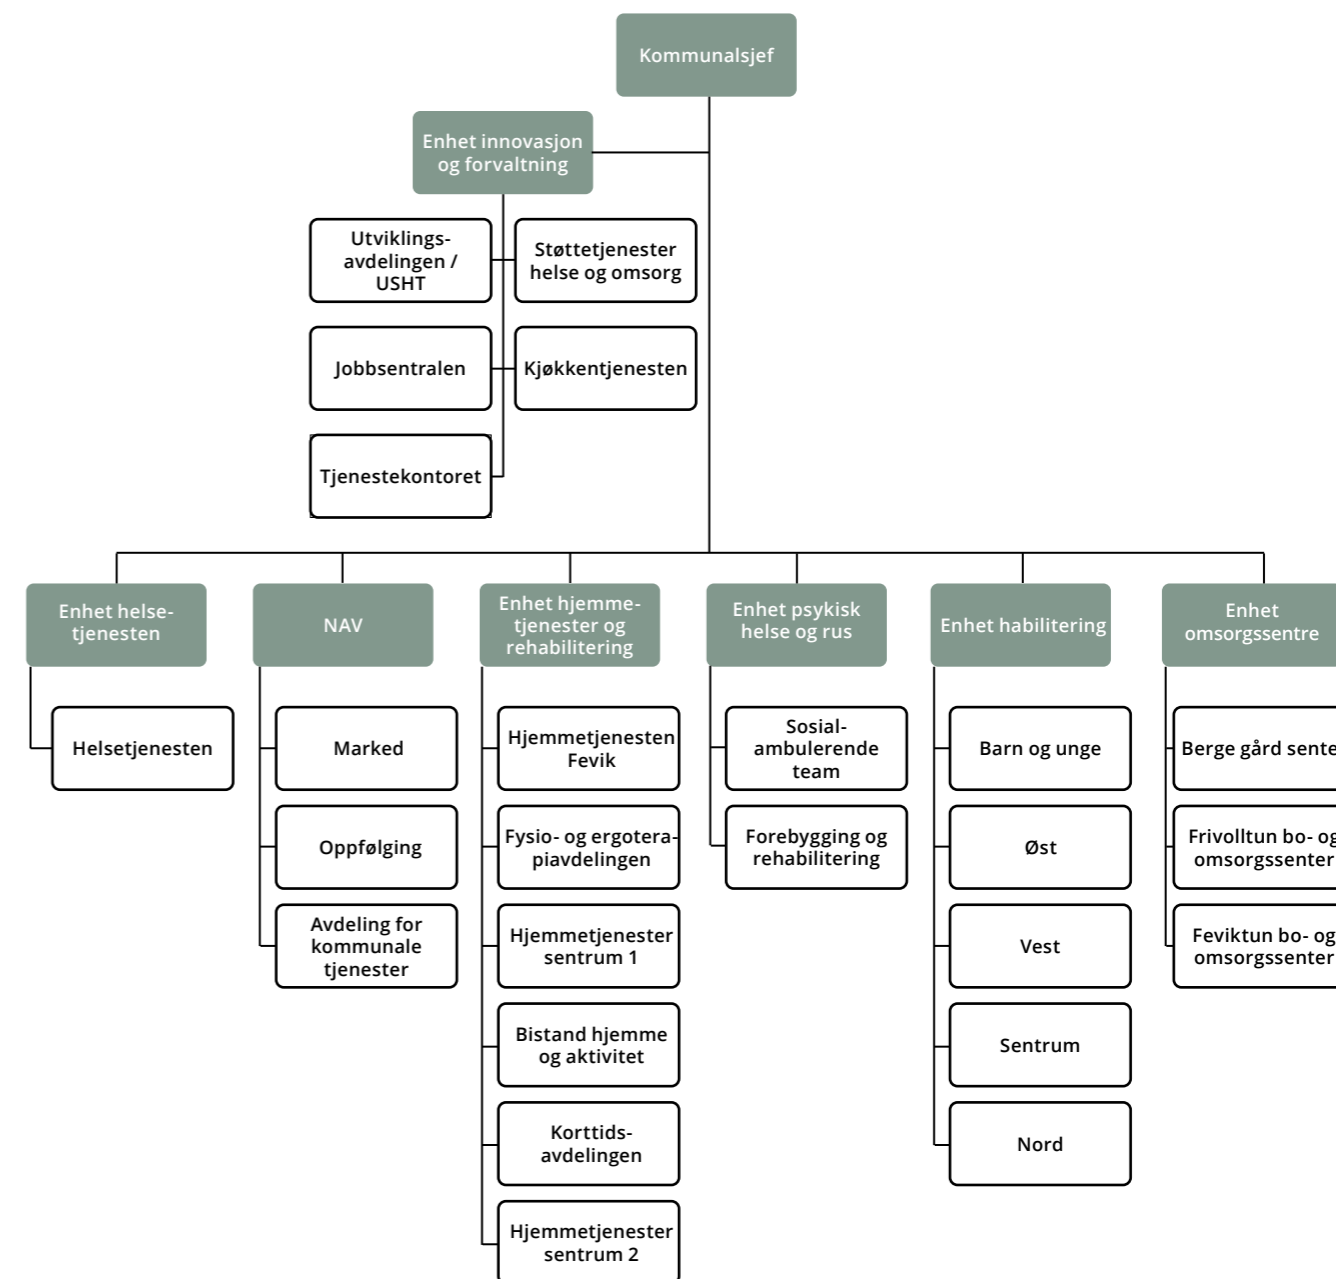 Kommunalsjef
Enhet innovasjon
og forvaltning
Utviklings-
avdelingen /
USHT
Støttetjenester
helse og omsorg
Jobbsentralen
Kjøkkentjenesten
Tjenestekontoret
Enhet helse-
tjenesten
NAV
Enhet hjemme-
tjenester og
rehabilitering
Enhet psykisk
helse og rus
Enhet habilitering
Enhet
omsorgssentre
Helsetjenesten
Marked
Oppfølging
Avdeling for
kommunale
tjenester
Hjemmetjenesten
Fevik
Fysio- og ergotera-
piavdelingen
Hjemmetjenester
sentrum 1
Bistand hjemme
og aktivitet
Korttids-
avdelingen
Hjemmetjenester
sentrum 2
Sosial-
ambulerende
team
Forebygging og
rehabilitering
Barn og unge
Øst
Vest
Sentrum
Nord
Berge gård sente
Frivolltun bo- og
omsorgssenter
Feviktun bo- og
omsorgssenter